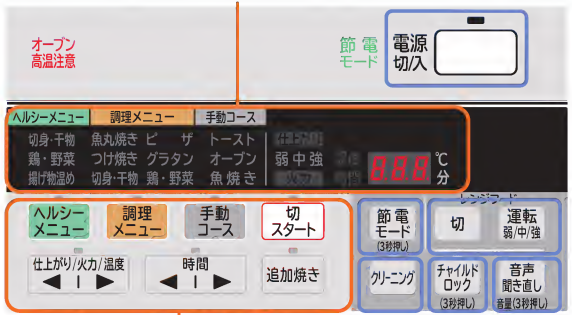 オーブン
高温注意
節電
モード
電源
切/入
ヘルシーメニュー 調理メニュー 手動コース
切身・干物 魚丸焼き ピザ トースト 仕上がり
鶏・野菜 つけ焼き グラタン オーブン 弱 中 強
揚げ物温め 切身・干物 鶏・野菜 魚焼き 火力
8.8.8 ℃
分
レンジフード
ヘルシー
メニュー
調理
メニュー
手動
コース
切
スタート
節電
モード
(3秒押し)
切
運転
弱/中/強
仕上がり/火力/温度
時間
追加焼き
クリーニング
チャイルド
ロック
(3秒押し)
音声
聞き直し
音量(3秒押し)